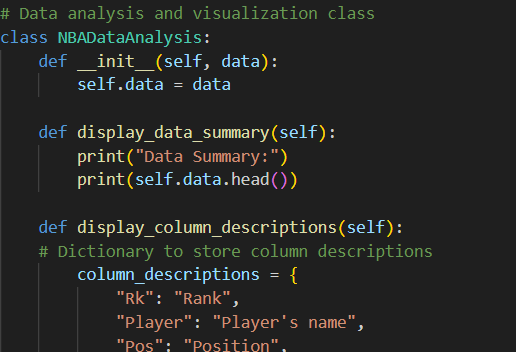 # Data analysis and visualization class
class NBADataAnalysis:
    def __init__(self, data):
        self.data = data

    def display_data_summary(self):
        print("Data Summary:")
        print(self.data.head())

    def display_column_descriptions(self):
    # Dictionary to store column descriptions
        column_descriptions = {
            "Rk": "Rank",
            "Player": "Player's name",
            "Pos": "Position",